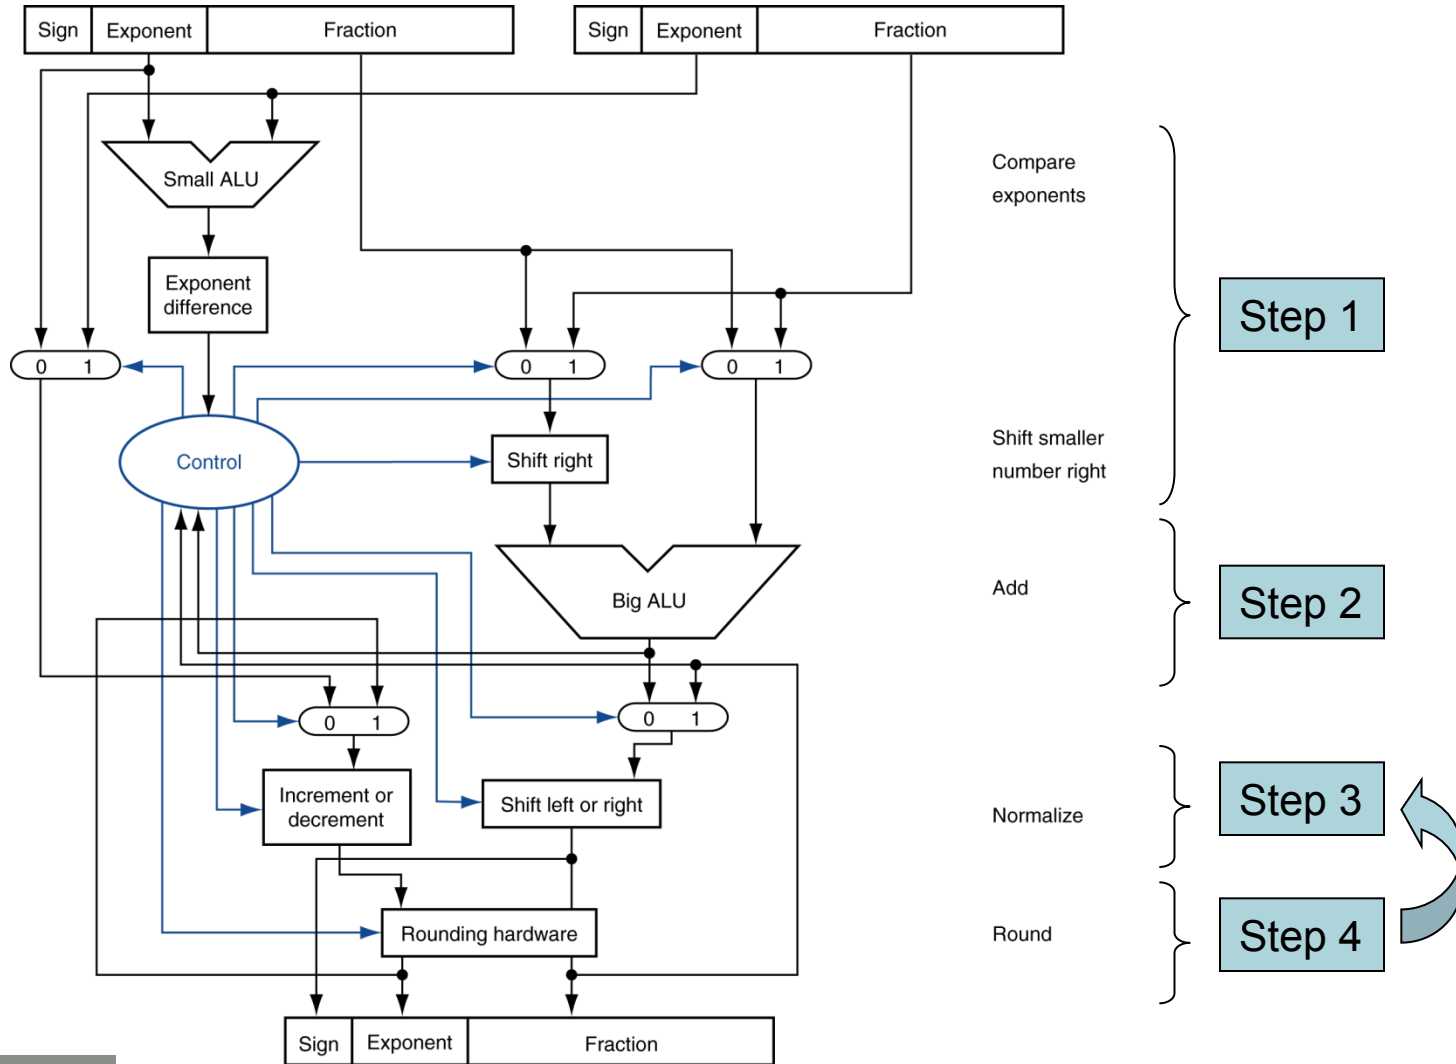 Sign Exponent Fraction
Sign Exponent Fraction
Small ALU
Compare
exponents
Exponent
difference
Step 1
0 1
0 1
0 1
Control
Shift right
Shift smaller
number right
Big ALU
Add
Step 2
0 1
0 1
Increment or
decrement
Shift left or right
Normalize
Step 3
Rounding hardware
Round
Step 4
Sign Exponent Fraction